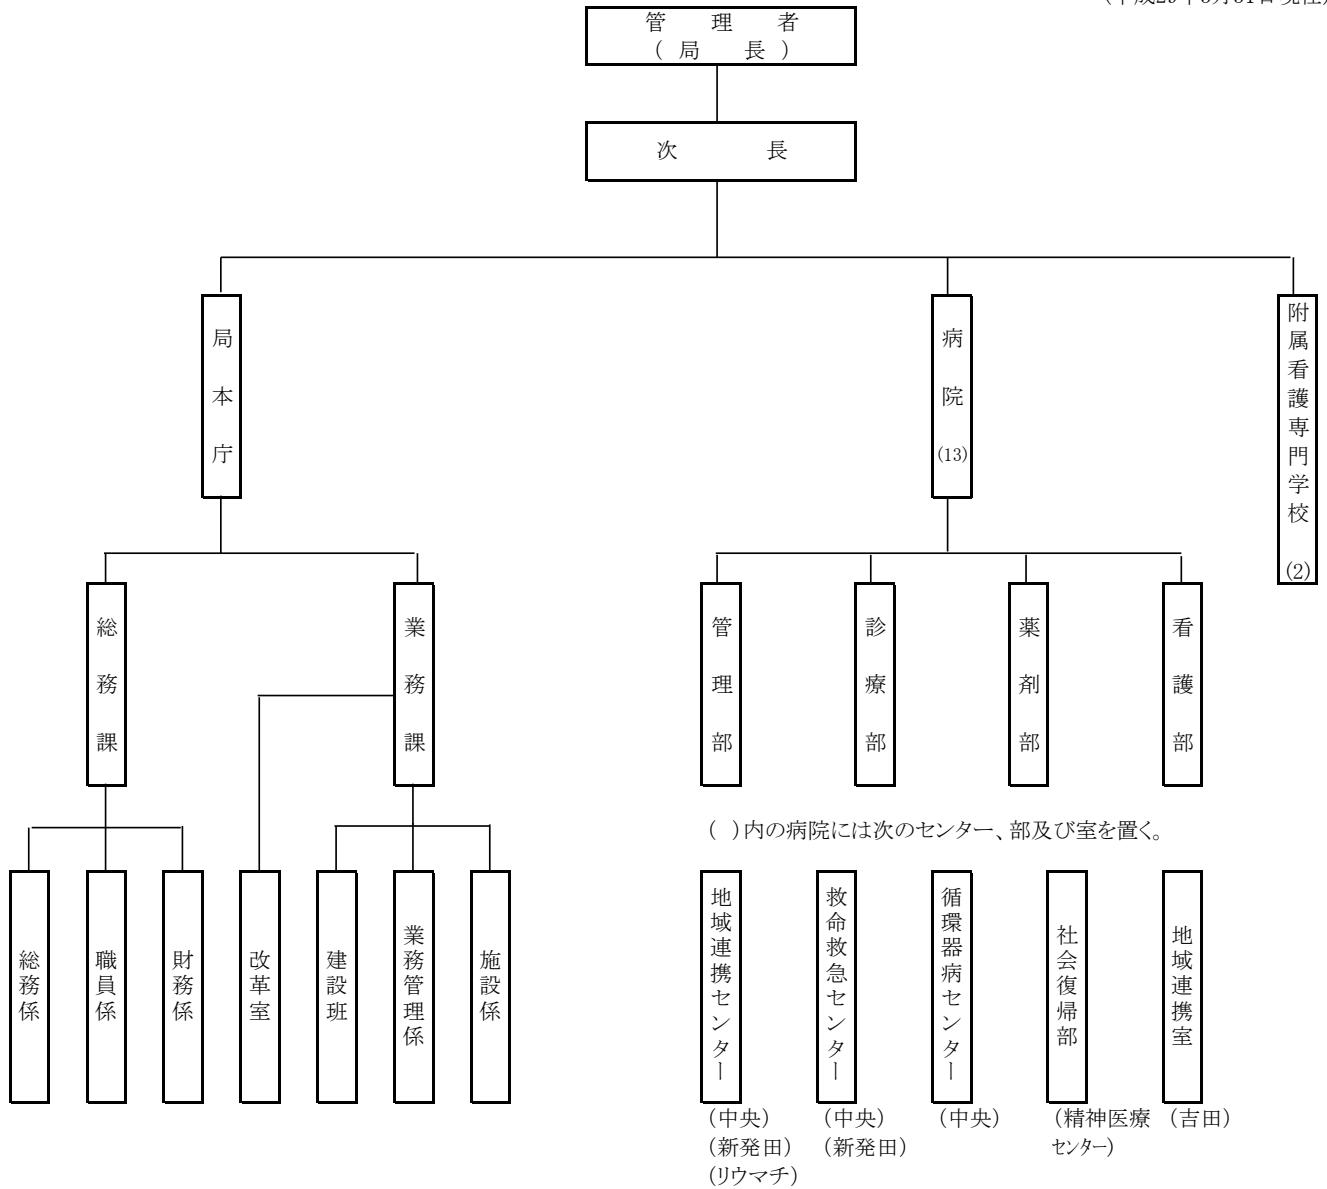 管理者
(局長)
次長
局本庁
病院(13)
附属看護専門学校(2)
総務課
業務課
管理部
診療部
薬剤部
看護部
( )内の病院には次のセンター、部及び室を置く。
総務係
職員係
財務係
改革室
建設班
業務管理係
施設係
地域連携センター
救命救急センター
循環器病センター
社会復帰部
地域連携室
(中央)
(新発田)
(リウマチ)
(中央)
(新発田)
(中央)
(精神医療
センター)
(吉田)